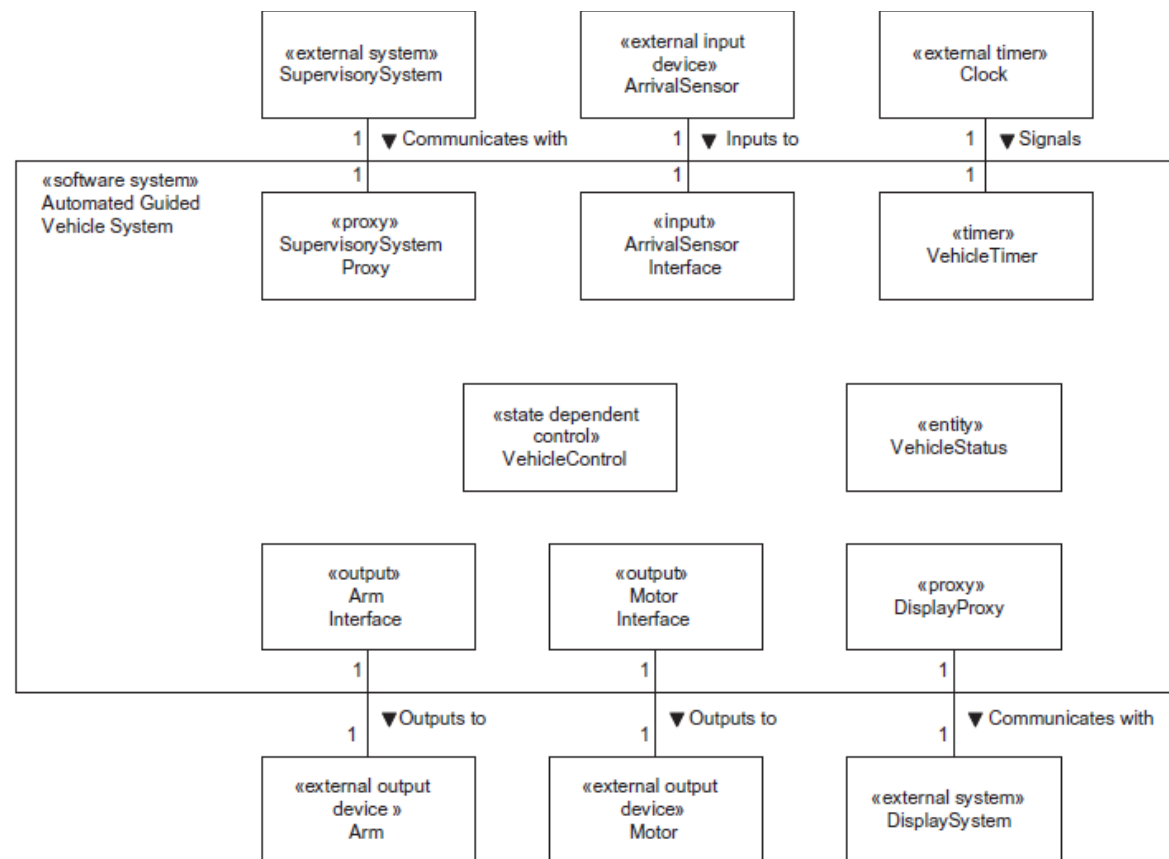 «external system»
SupervisorySystem
«external input
device»
ArrivalSensor
«external timer»
Clock
1
▼ Communicates with
1
▼ Inputs to
1
▼ Signals
«software system»
Automated Guided
Vehicle System
1
1
1
«proxy»
SupervisorySystem
Proxy
«input»
ArrivalSensor
Interface
«timer»
VehicleTimer
«state dependent
control»
VehicleControl
«entity»
VehicleStatus
«output»
Arm
Interface
«output»
Motor
Interface
«proxy»
DisplayProxy
1
1
1
▼Outputs to
▼ Outputs to
▼ Communicates with
1
1
1
«external output
device »
Arm
«external output
device»
Motor
«external system»
DisplaySystem